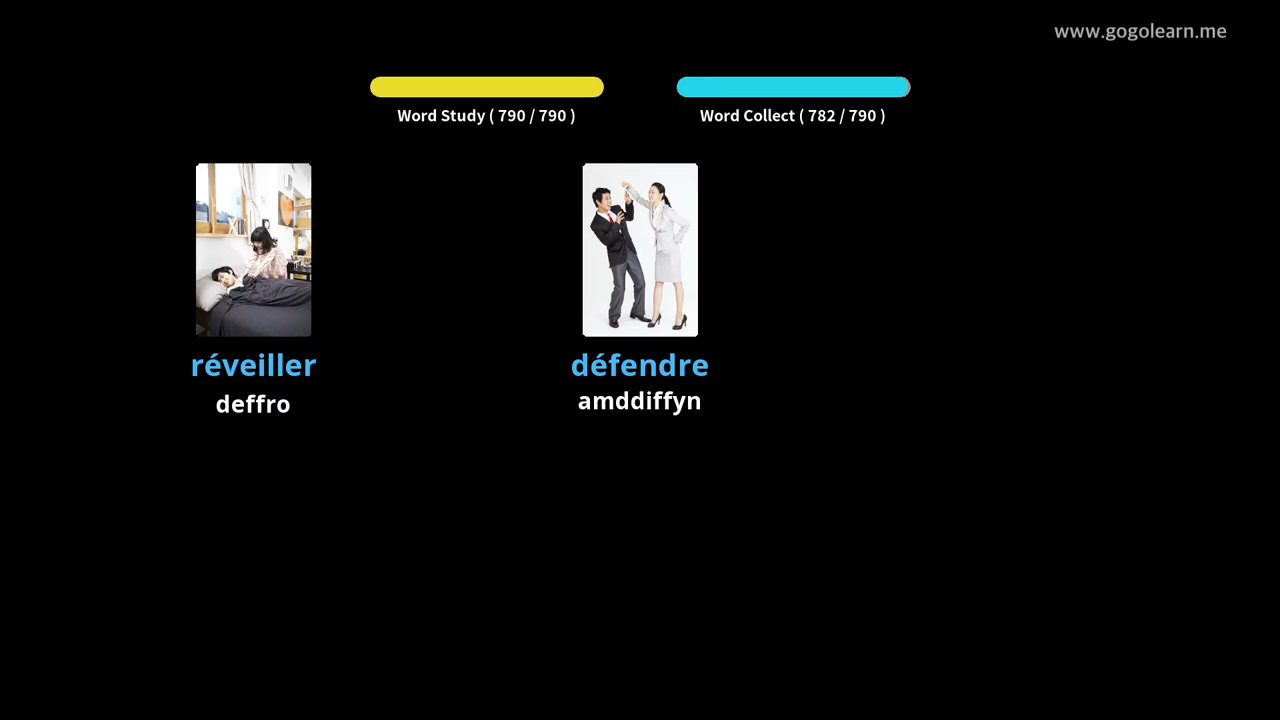 www.gogolearn.me
Word Study ( 790 / 790 )
Word Collect ( 782 / 790 )
réveiller
défendre
deffro
amddiffyn